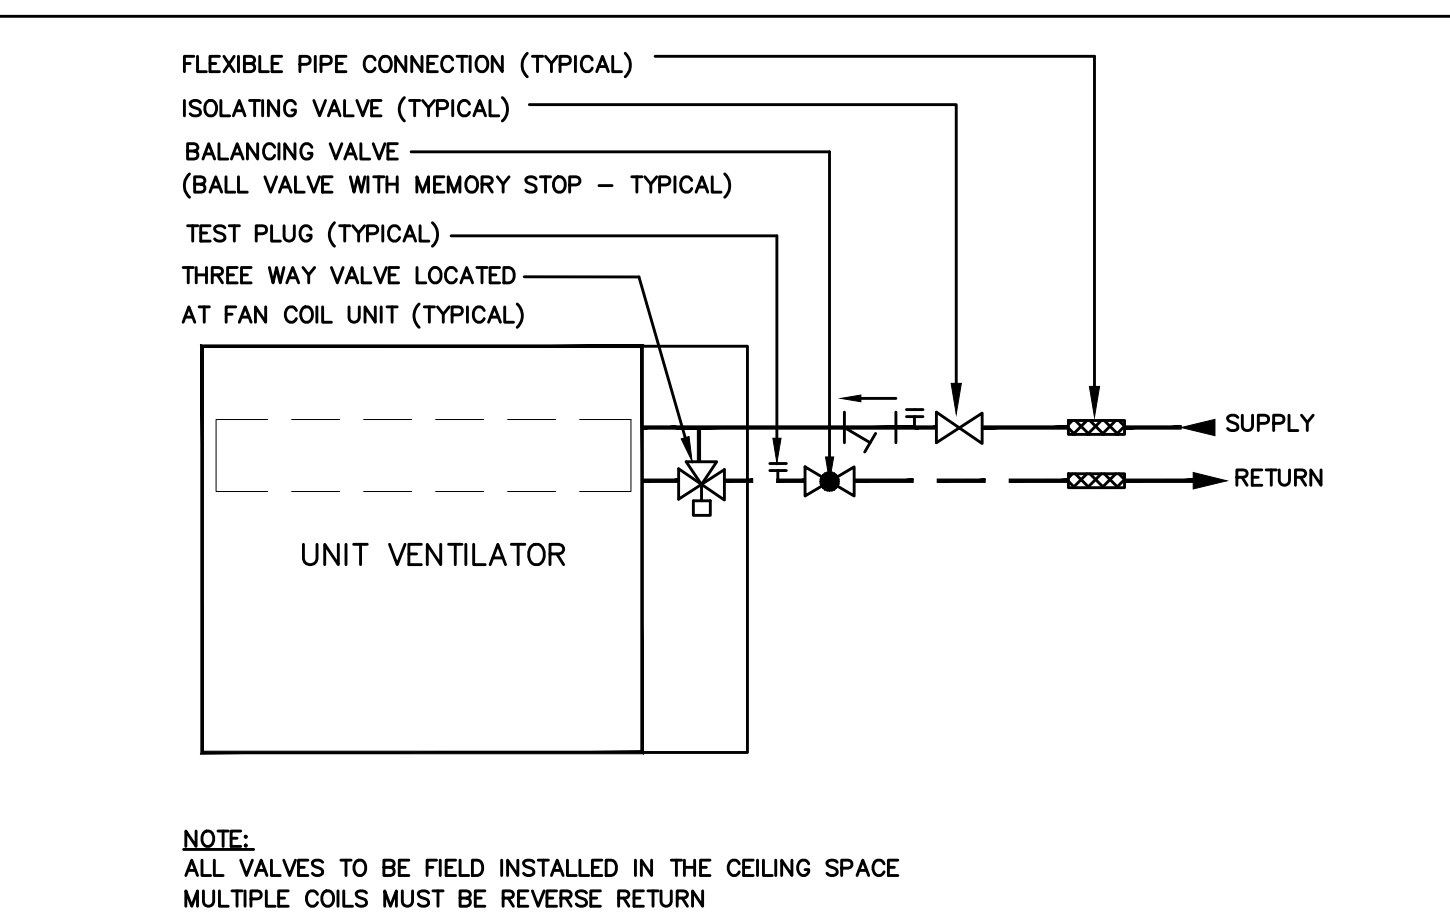 FLEXIBLE PIPE CONNECTION (TYPICAL)
ISOLATING VALVE (TYPICAL)
BALANCING VALVE
(BALL VALVE WITH MEMORY STOP – TYPICAL)
TEST PLUG (TYPICAL)
THREE WAY VALVE LOCATED
AT FAN COIL UNIT (TYPICAL)
SUPPLY
RETURN
UNIT VENTILATOR
NOTE:
ALL VALVES TO BE FIELD INSTALLED IN THE CEILING SPACE
MULTIPLE COILS MUST BE REVERSE RETURN